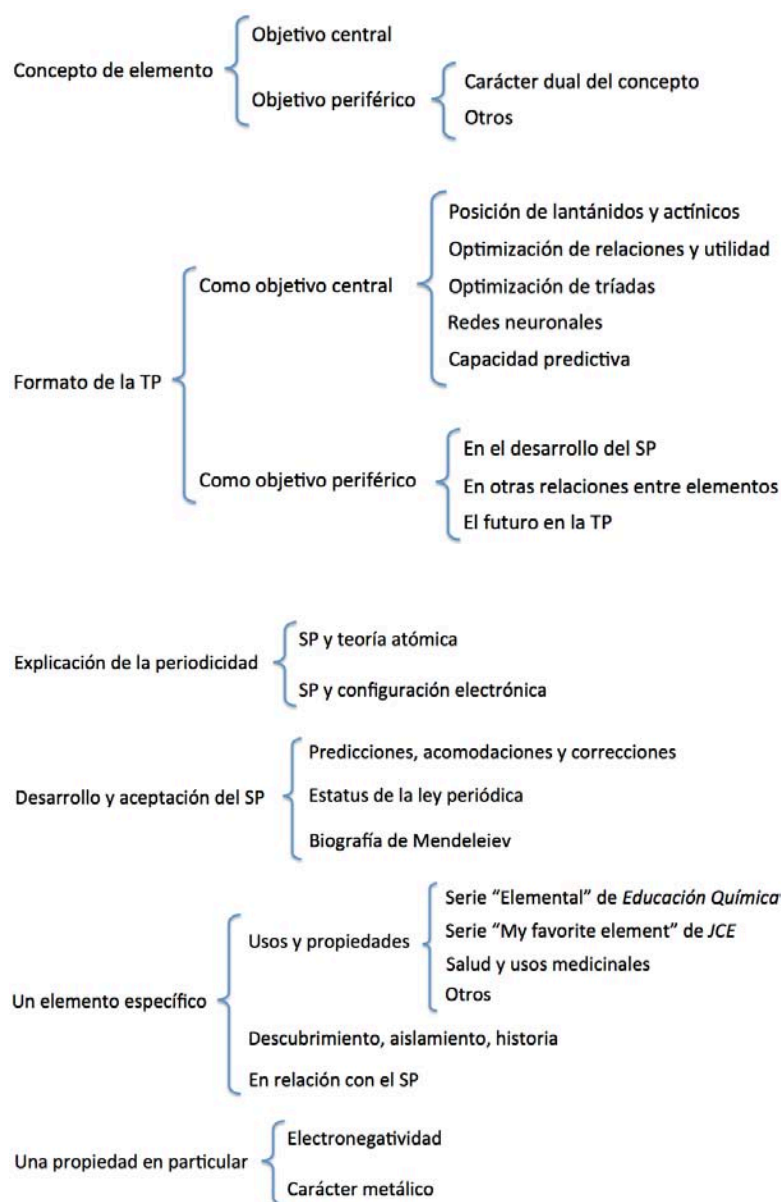 Concepto de elemento
Objetivo central
Objetivo periférico
Carácter dual del concepto
Otros
Formato de la TP
Como objetivo central
Posición de lantánidos y actínicos
Optimización de relaciones y utilidad
Optimización de tríadas
Redes neuronales
Capacidad predictiva
Como objetivo periférico
En el desarrollo del SP
En otras relaciones entre elementos
El futuro en la TP
Explicación de la periodicidad
SP y teoría atómica
SP y configuración electrónica
Desarrollo y aceptación del SP
Predicciones, acomodaciones y correcciones
Estatus de la ley periódica
Biografía de Mendeleiev
Un elemento específico
Usos y propiedades
Serie “Elemental” de Educación Química
Serie “My favorite element” de JCE
Salud y usos medicinales
Otros
Descubrimiento, aislamiento, historia
En relación con el SP
Una propiedad en particular
Electronegatividad
Carácter metálico